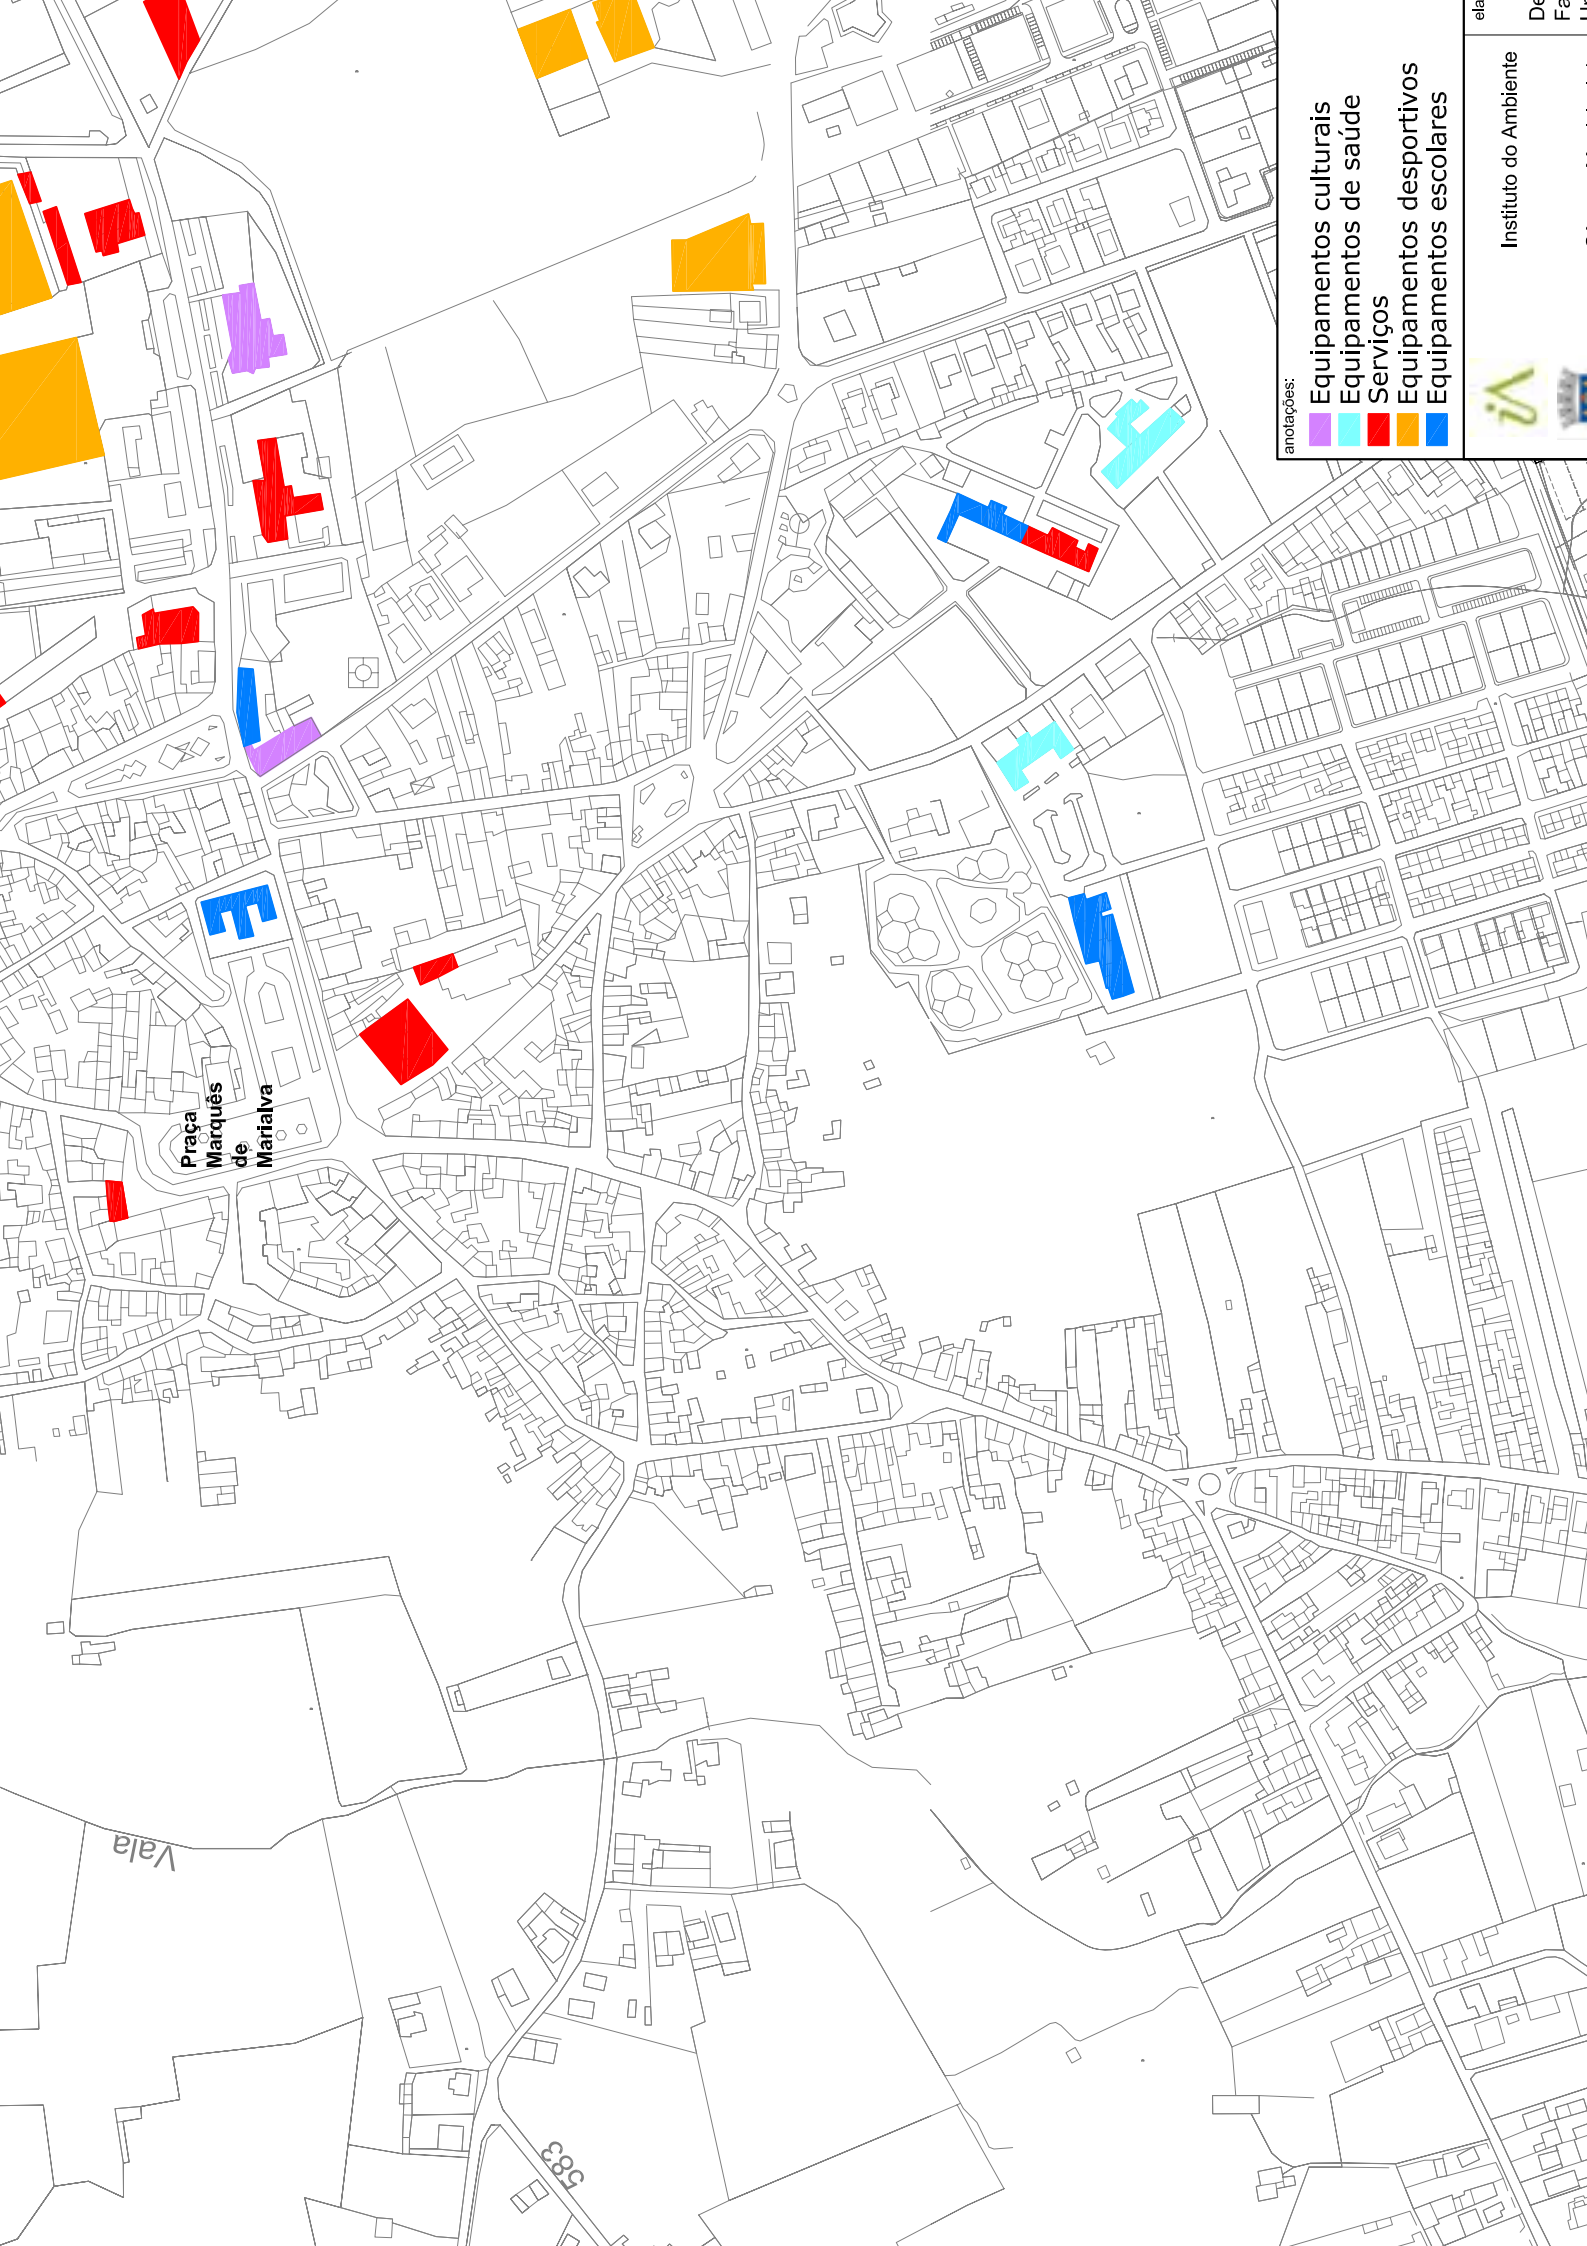 Praça
Marquês
de
Marialva
Vala
583
anotações:
Equipamentos culturais
Equipamentos de saúde
Serviços
Equipamentos desportivos
Equipamentos escolares
Instituto do Ambiente